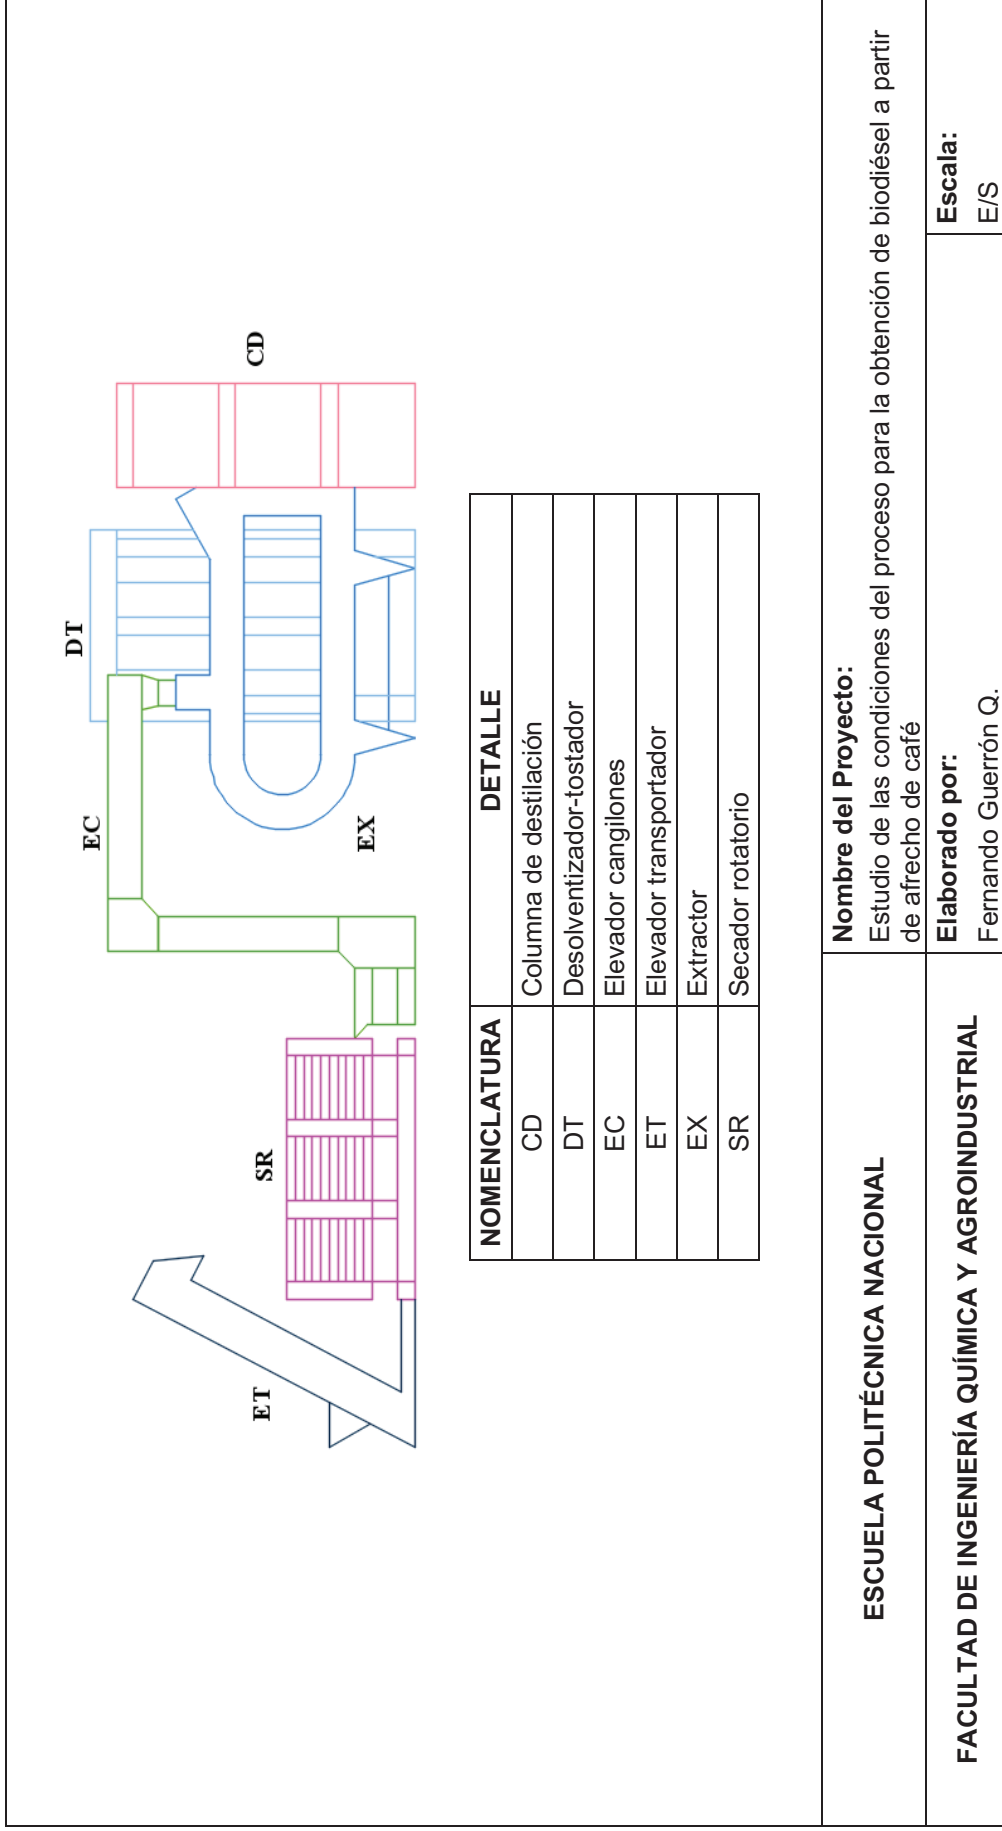 DT
EC
CD
SR
EX
ET
NOMENCLATURA DETALLE
CD Columna de destilación
DT Desolventizador-tostador
EC Elevador cangilones
ET Elevador transportador
EX Extractor
SR Secador rotatorio
ESCUELA POLITÉCNICA NACIONAL
Nombre del Proyecto:
Estudio de las condiciones del proceso para la obtención de biodiésel a partir
de afrecho de café
FACULTAD DE INGENIERÍA QUÍMICA Y AGROINDUSTRIAL
Elaborado por:
Fernando Guerrón Q.
Escala:
E/S